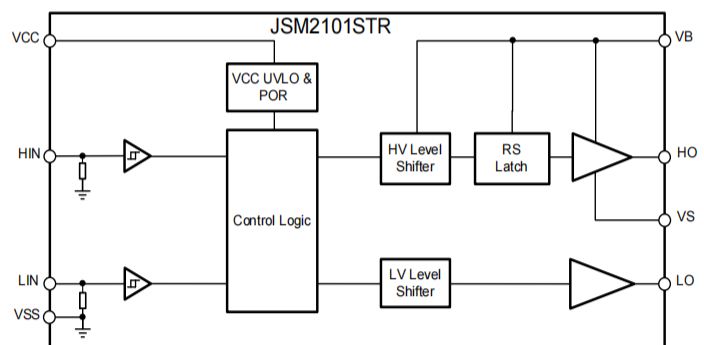 JSM2101STR
VCC
VB
VCC UVLO &
POR
HIN
HV Level
Shifter
RS
Latch
HO
Control Logic
VS
LIN
LV Level
Shifter
LO
VSS